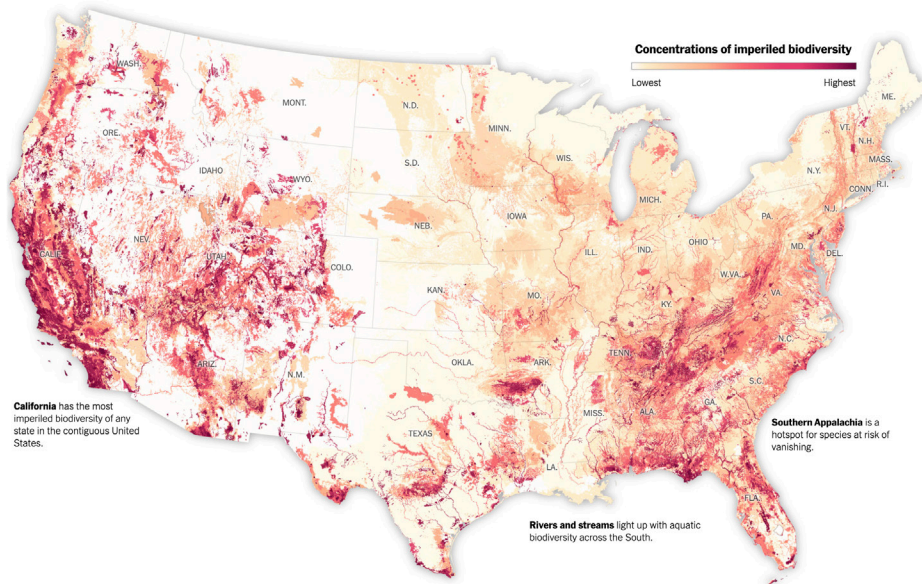 Concentrations of imperiled biodiversity
Lowest
Highest
WASH.
MONT.
N.D.
MINN.
ME.
VT.
N.H.
ORE.
IDAHO
WYO.
S.D.
WIS.
MICH.
N.Y.
MASS.
CONN.
R.I.
NEB.
IOWA
PA.
N.J.
NEV.
UTAH
COLO.
ILL.
IND.
OHIO
MD.
DEL.
CALIF.
KAN.
MO.
W.VA.
KY.
VA.
ARIZ.
N.M.
OKLA.
ARK.
TENN.
N.C.
S.C.
TEXAS
MISS.
ALA.
GA.
LA.
FLA.
California has the most
imperiled biodiversity of any
state in the contiguous United
States.
Southern Appalachia is a
hotspot for species at risk of
vanishing.
Rivers and streams light up with aquatic
biodiversity across the South.